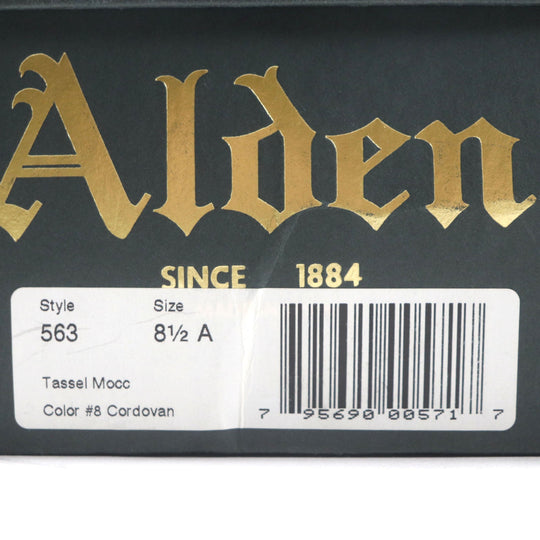 Alden
SINCE 1884
Style Size
563 8½ A
Tassel Mocc
Color #8 Cordovan
7 95690 00571 7